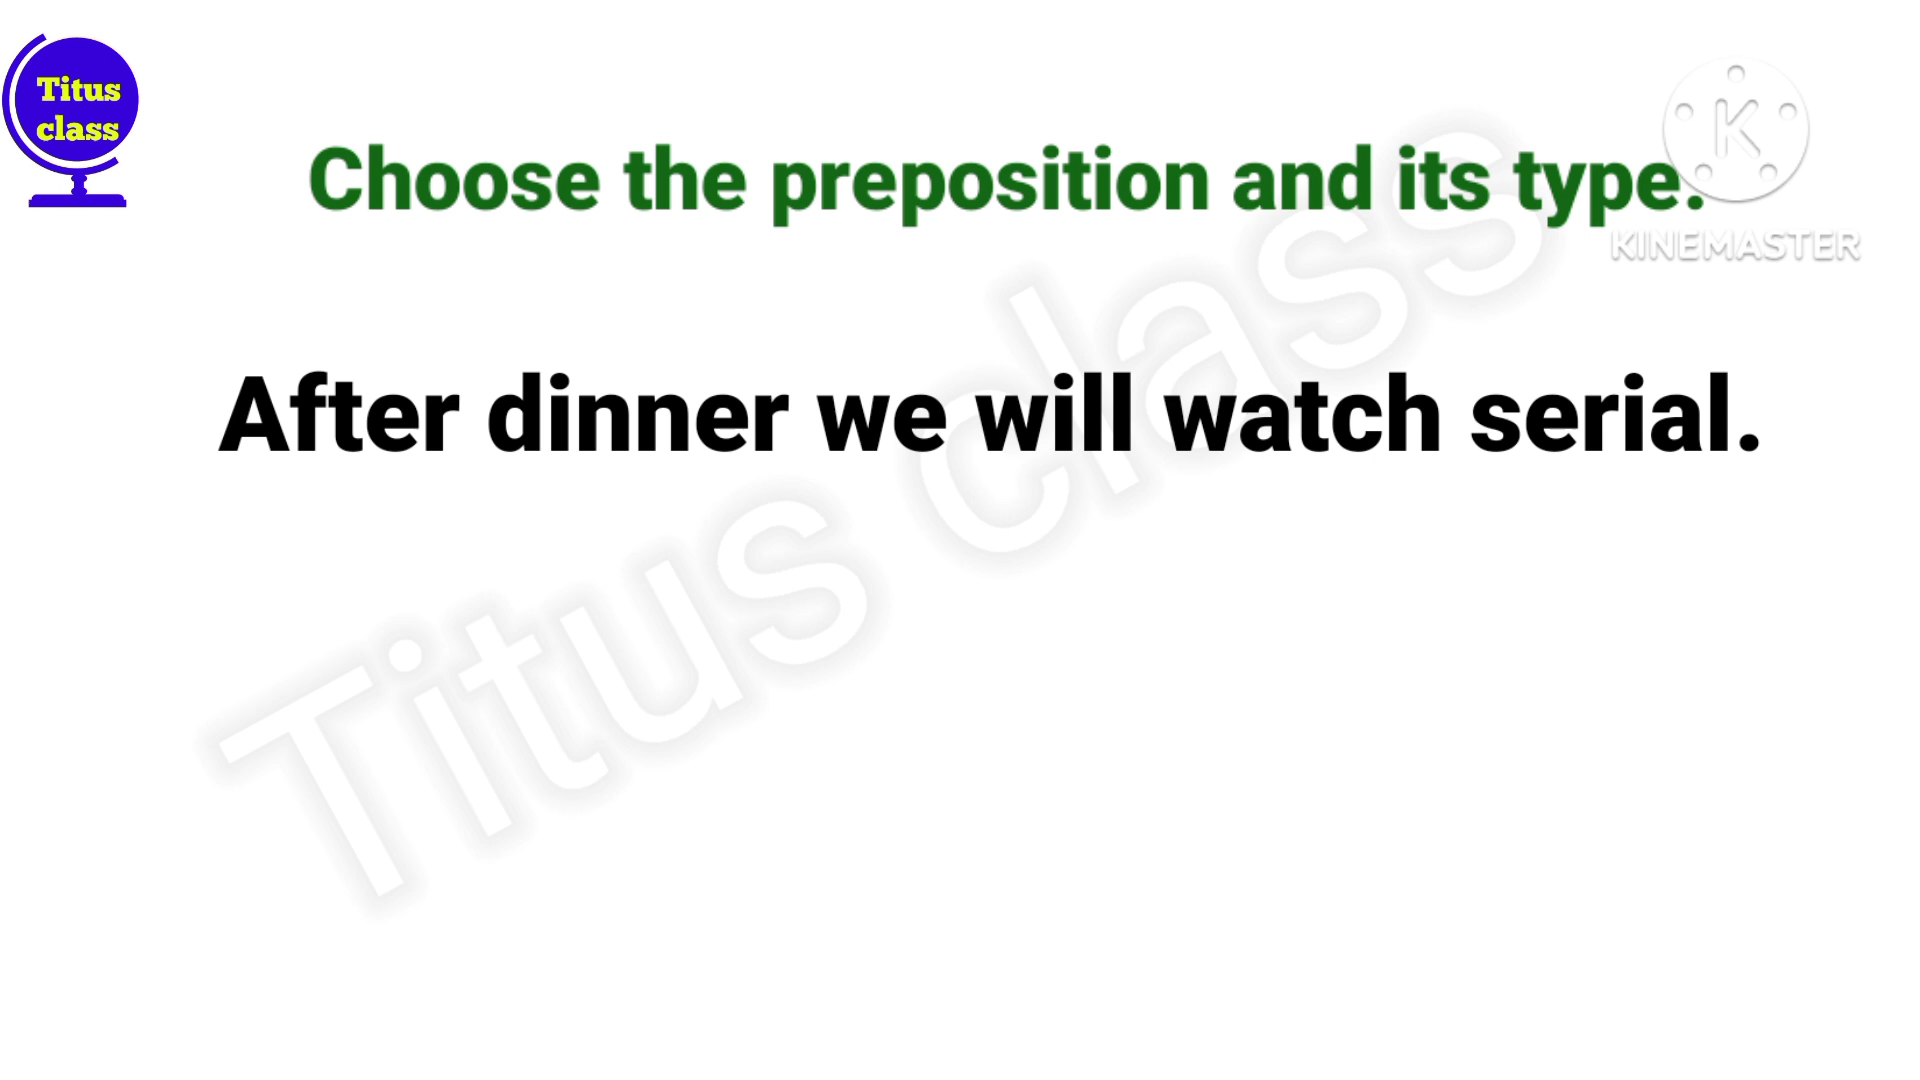 Titus
class
Choose the preposition and its type.
KINEMASTER
After dinner we will watch serial.
Titus class